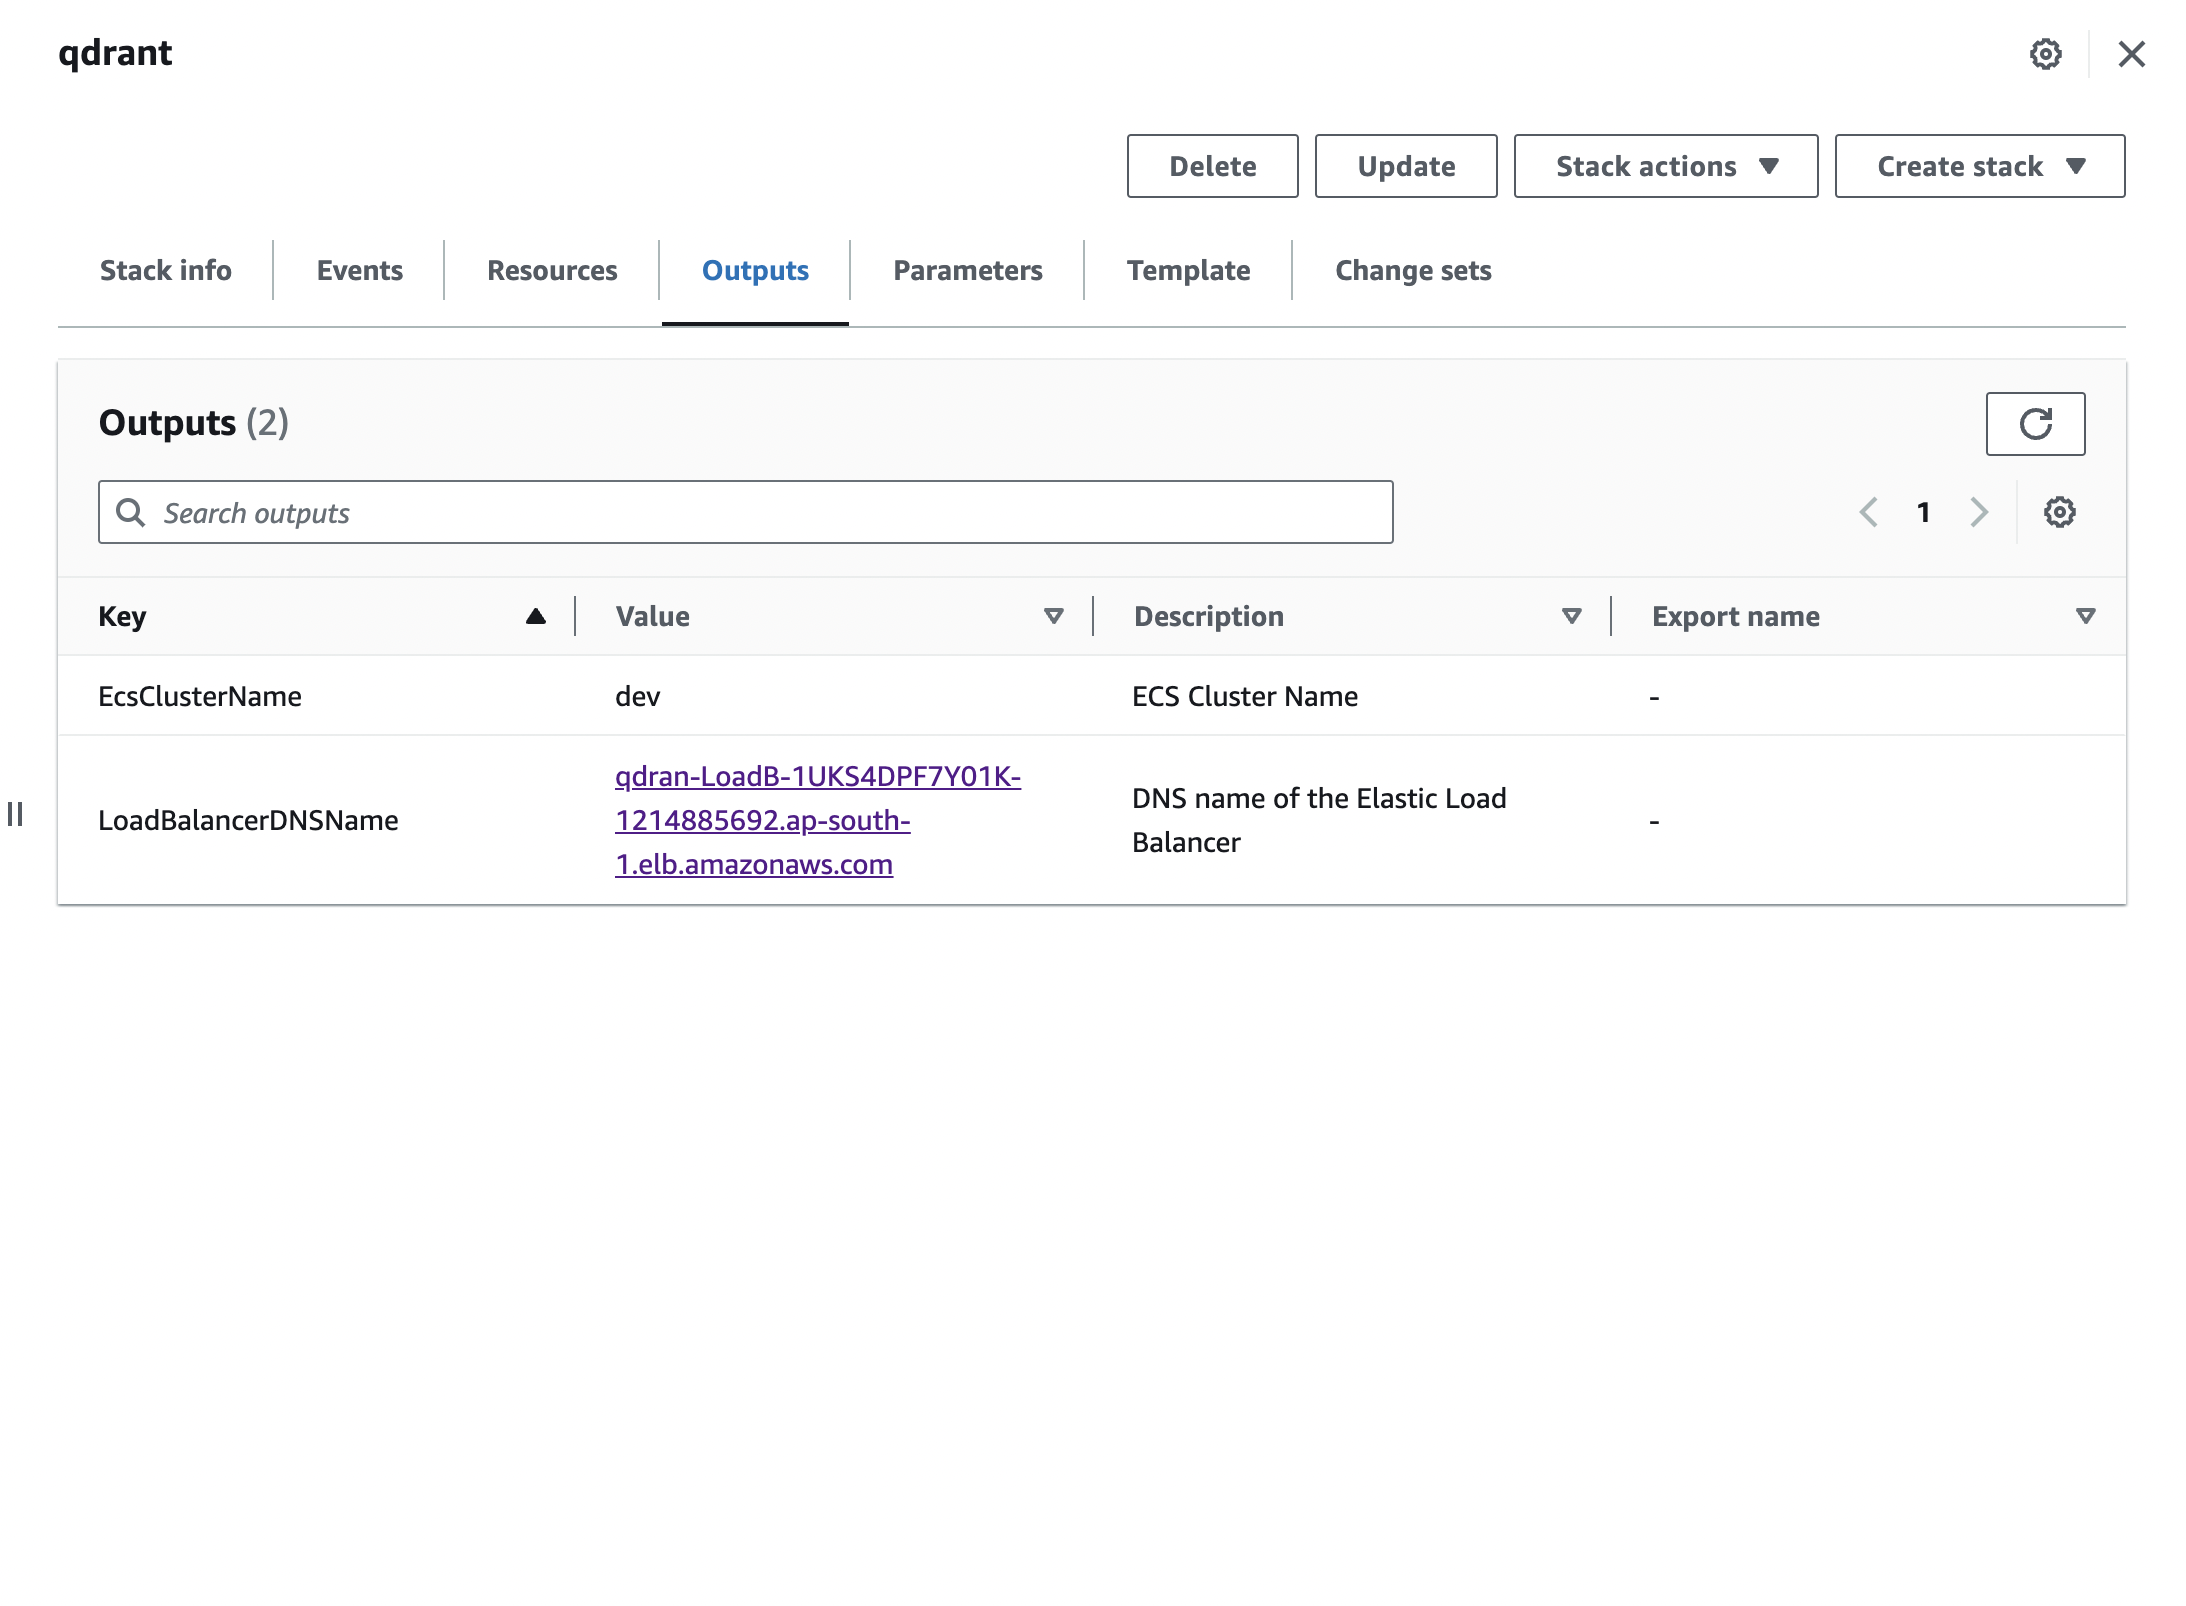 qdrant
Delete
Update
Stack actions
Create stack
Stack info
Events
Resources
Outputs
Parameters
Template
Change sets
Outputs (2)
Search outputs
1
Key
Value
Description
Export name
EcsClusterName
dev
ECS Cluster Name
-
LoadBalancerDNSName
qdran-LoadB-1UKS4DPF7Y01K-
1214885692.ap-south-
1.elb.amazonaws.com
DNS name of the Elastic Load
Balancer
-